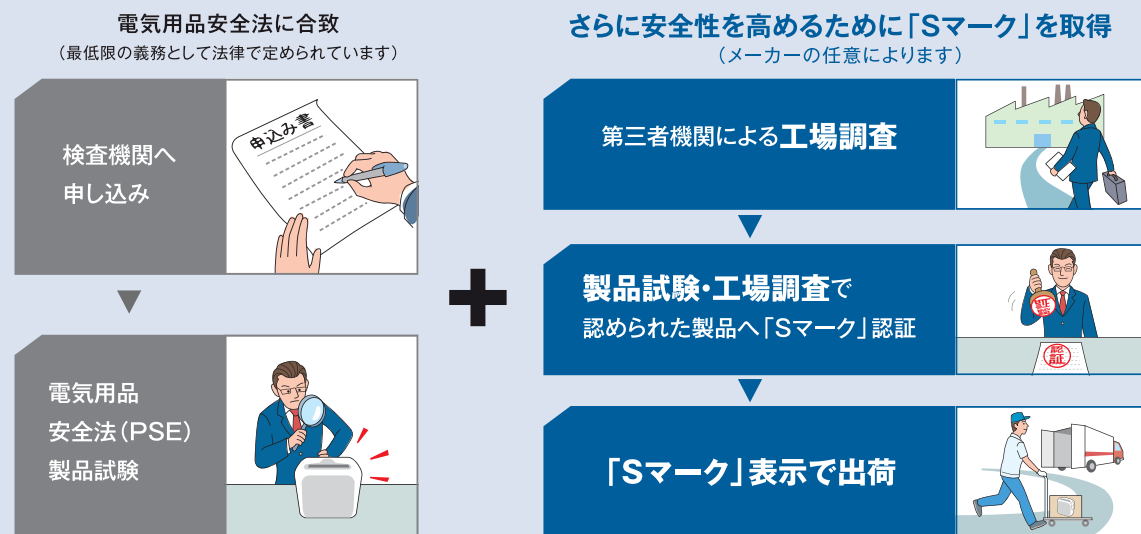 電気用品安全法に合致
（最低限の義務として法律で定められています）
検査機関へ
申し込み
申込み書
電気用品
安全法（PSE）
製品試験
さらに安全性を高めるために「Sマーク」を取得
（メーカーの任意によります）
第三者機関による工場調査
製品試験・工場調査で
認められた製品へ「Sマーク」認証
認証
「Sマーク」表示で出荷